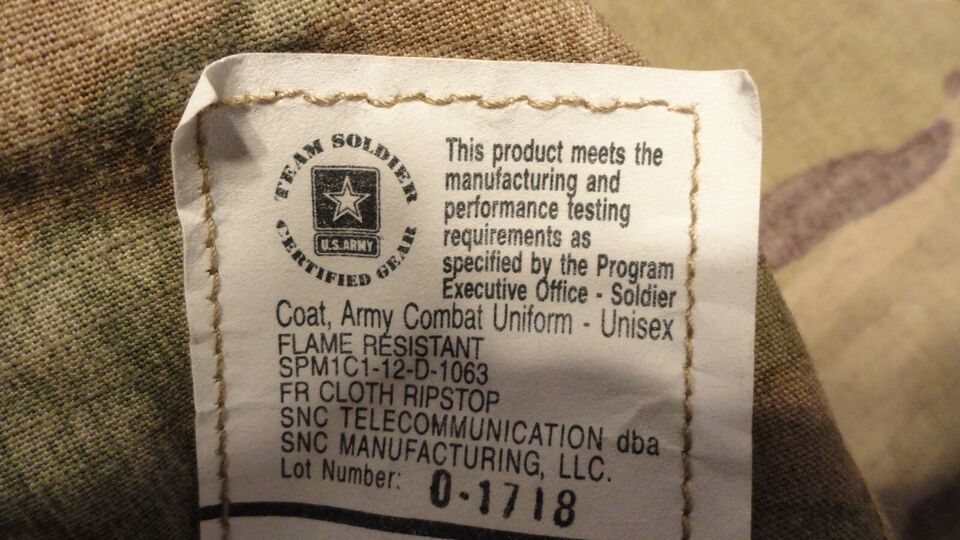 TEAM SOLDIER
U.S.ARMY
CERTIFIED GEAR
This product meets the
manufacturing and
performance testing
requirements as
specified by the Program
Executive Office - Soldier
Coat, Army Combat Uniform - Unisex
FLAME RESISTANT
SPM1C1-12-D-1063
FR CLOTH RIPSTOP
SNC TELECOMMUNICATION dba
SNC MANUFACTURING, LLC.
Lot Number: 0-1718